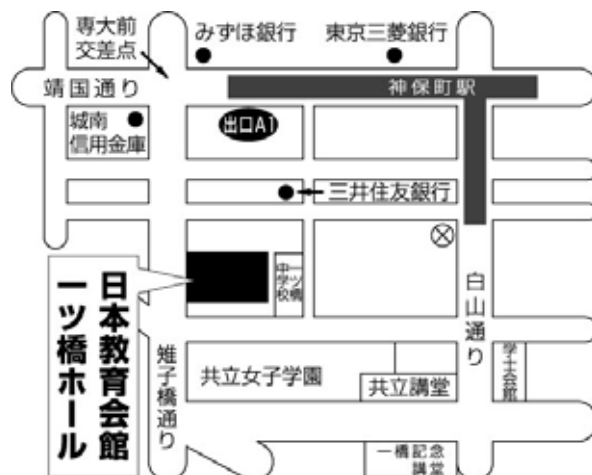 専大前
交差点
みずほ銀行
東京三菱銀行
靖国通り
神保町駅
城南
信用金庫
出口A1
三井住友銀行
日本教育会館
一ツ橋ホール
一ツ橋
中学校
白山通り
雉子橋通り
共立女子学園
共立講堂
学士会館
一橋記念
講堂